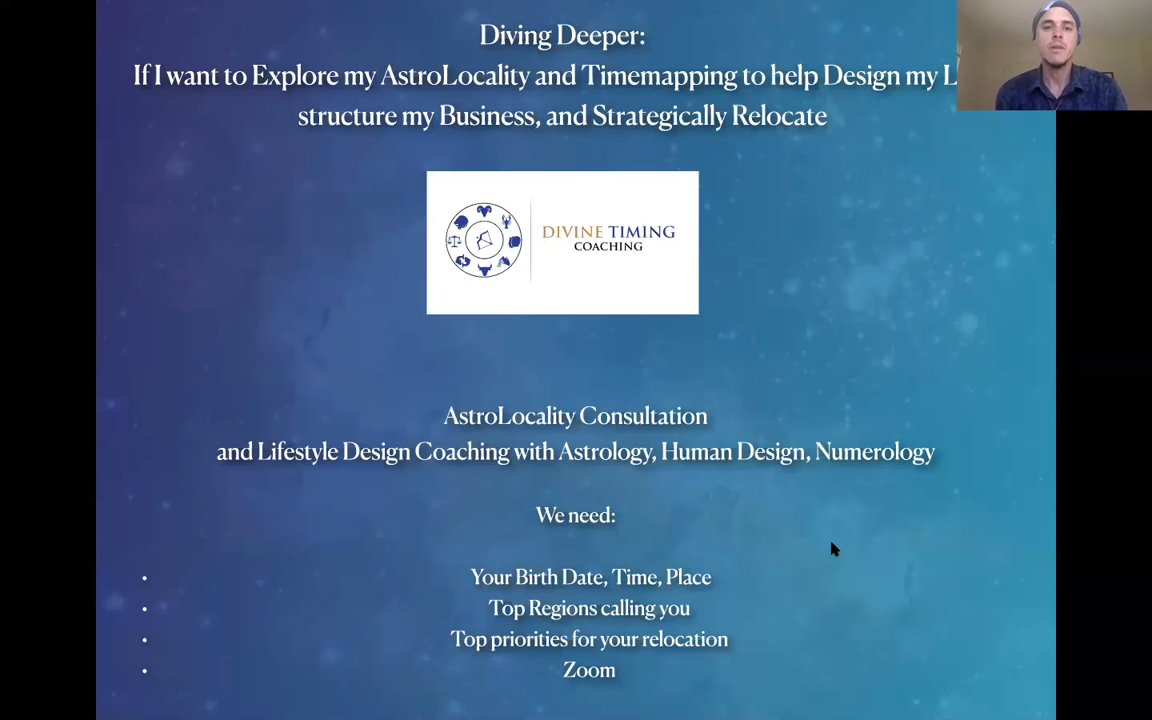 Diving Deeper:
If I want to Explore my AstroLocality and Timemapping to help Design my
structure my Business, and Strategically Relocate
DIVINE TIMING
COACHING
AstroLocality Consultation
and Lifestyle Design Coaching with Astrology, Human Design, Numerology
We need:
• Your Birth Date, Time, Place
• Top Regions calling you
• Top priorities for your relocation
• Zoom